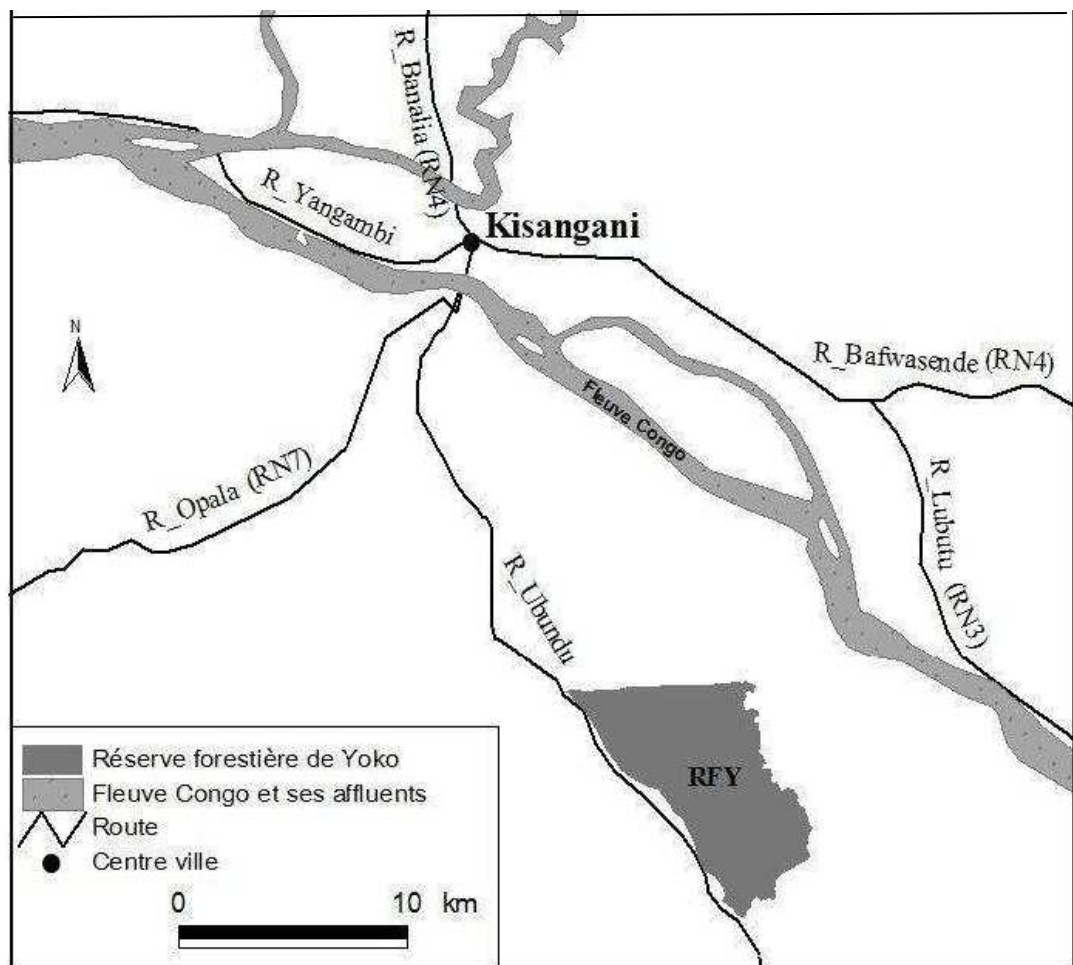 R_Banalia (RN4)
R_Yangambi
Kisangani
N
R_Bafwasende (RN4)
Fleuve Congo
R_Opala (RN7)
R_Lubutu (RN3)
R_Ubundu
RFY
Réserve forestière de Yoko
Fleuve Congo et ses affluents
Route
Centre ville
0 10 km